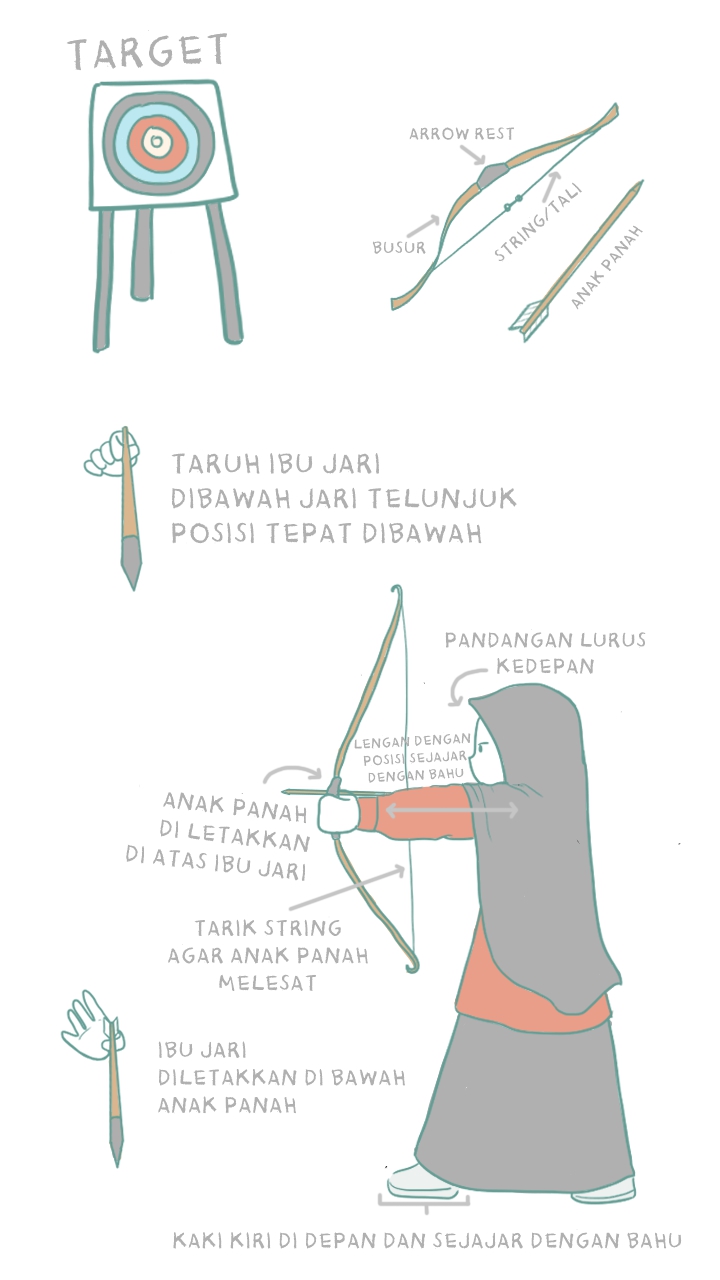 TARGET
ARROW REST
BUSUR
STRING/TALI
ANAK PANAH
TARUH IBU JARI
DIBAWAH JARI TELUNJUK
POSISI TEPAT DIBAWAH
PANDANGAN LURUS
KEDEPAN
LENGAN DENGAN
POSISI SEJAJAR
DENGAN BAHU
ANAK PANAH
DI LETAKKAN
DI ATAS IBU JARI
TARIK STRING
AGAR ANAK PANAH
MELESAT
IBU JARI
DILETAKKAN DI BAWAH
ANAK PANAH
KAKI KIRI DI DEPAN DAN SEJAJAR DENGAN BAHU